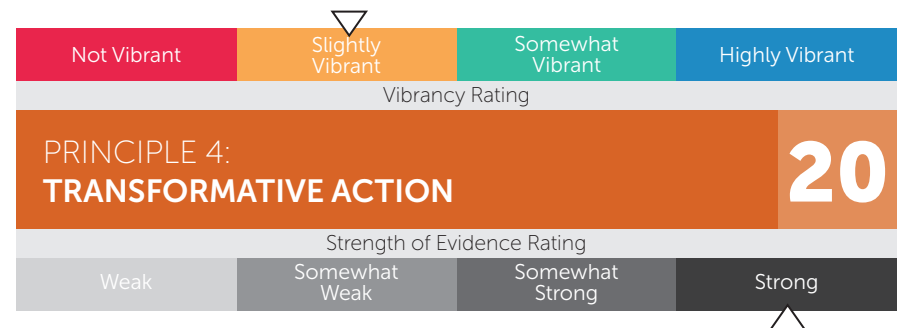 Not Vibrant
Slightly
Vibrant
Somewhat
Vibrant
Highly Vibrant
Vibrancy Rating
PRINCIPLE 4:
TRANSFORMATIVE ACTION
20
Strength of Evidence Rating
Weak
Somewhat
Weak
Somewhat
Strong
Strong